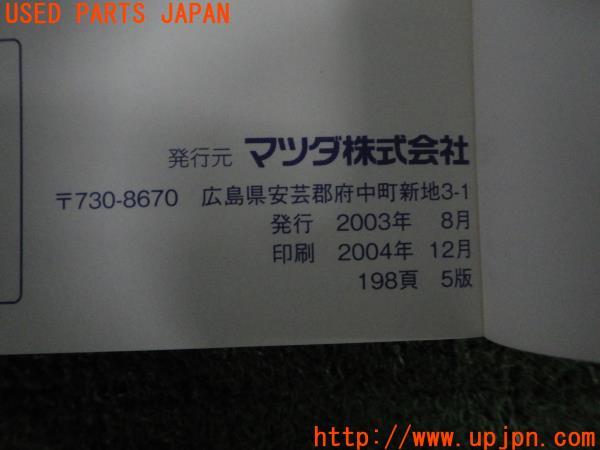 USED PARTS JAPAN
発行元 マツダ株式会社
〒730-8670 広島県安芸郡府中町新地3-1
発行 2003年 8月
印刷 2004年 12月
198頁 5版
http://www.upjpn.com